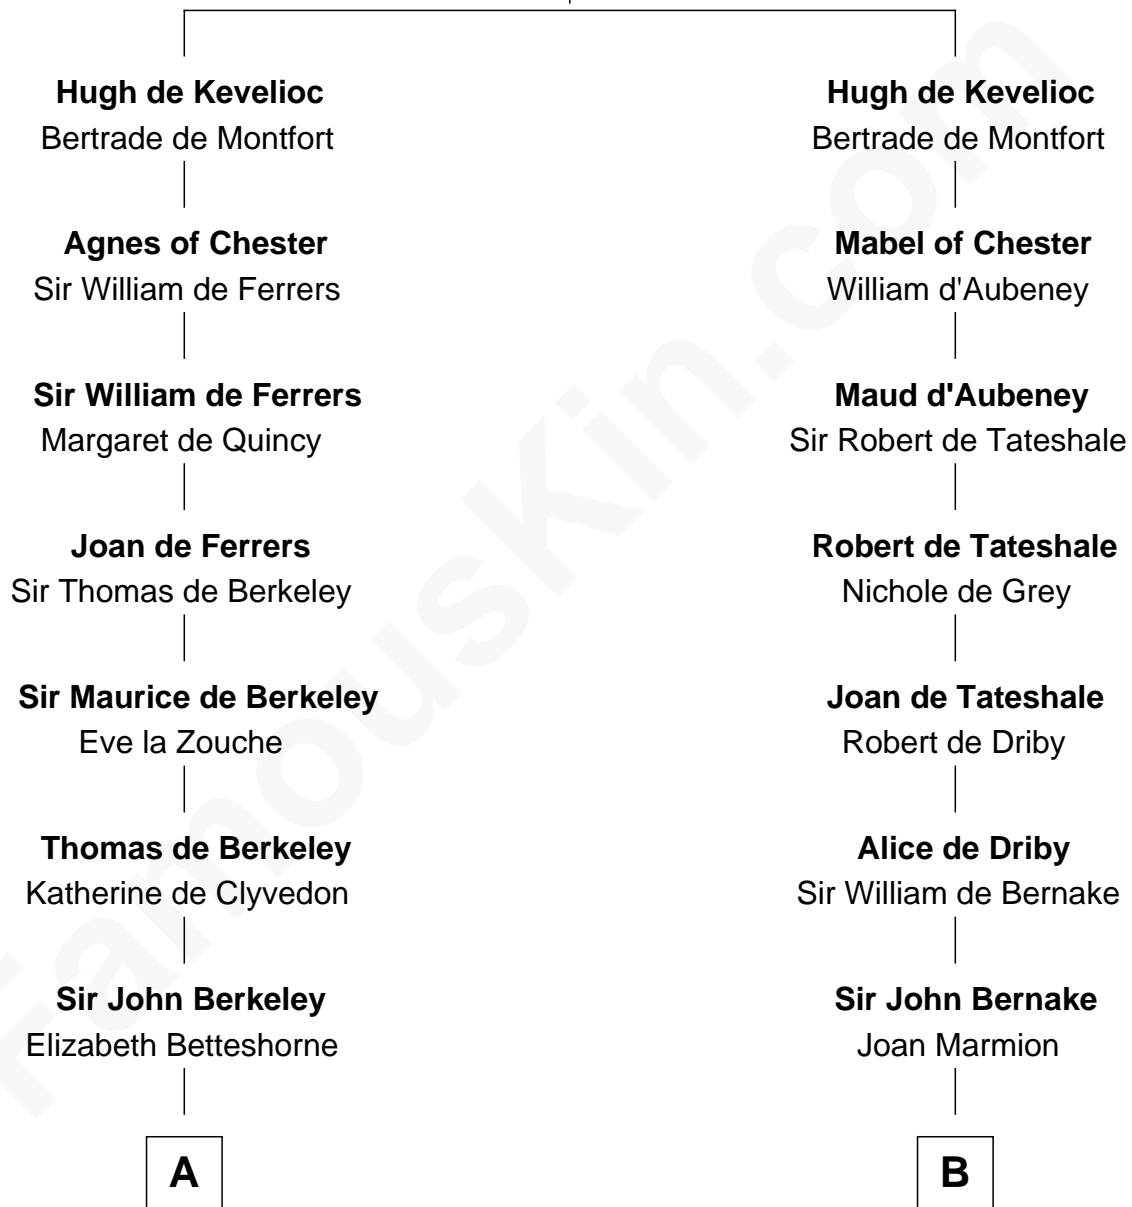 Hugh de Kevelioc
Bertrade de Montfort
Agnes of Chester
Sir William de Ferrers
Sir William de Ferrers
Margaret de Quincy
Joan de Ferrers
Sir Thomas de Berkeley
Sir Maurice de Berkeley
Eve la Zouche
Thomas de Berkeley
Katherine de Clyvedon
Sir John Berkeley
Elizabeth Betteshorne
A
Hugh de Kevelioc
Bertrade de Montfort
Mabel of Chester
William d'Aubeney
Maud d'Aubeney
Sir Robert de Tateshale
Robert de Tateshale
Nichole de Grey
Joan de Tateshale
Robert de Driby
Alice de Driby
Sir William de Bernake
Sir John Bernake
Joan Marmion
B
FamousKin.com